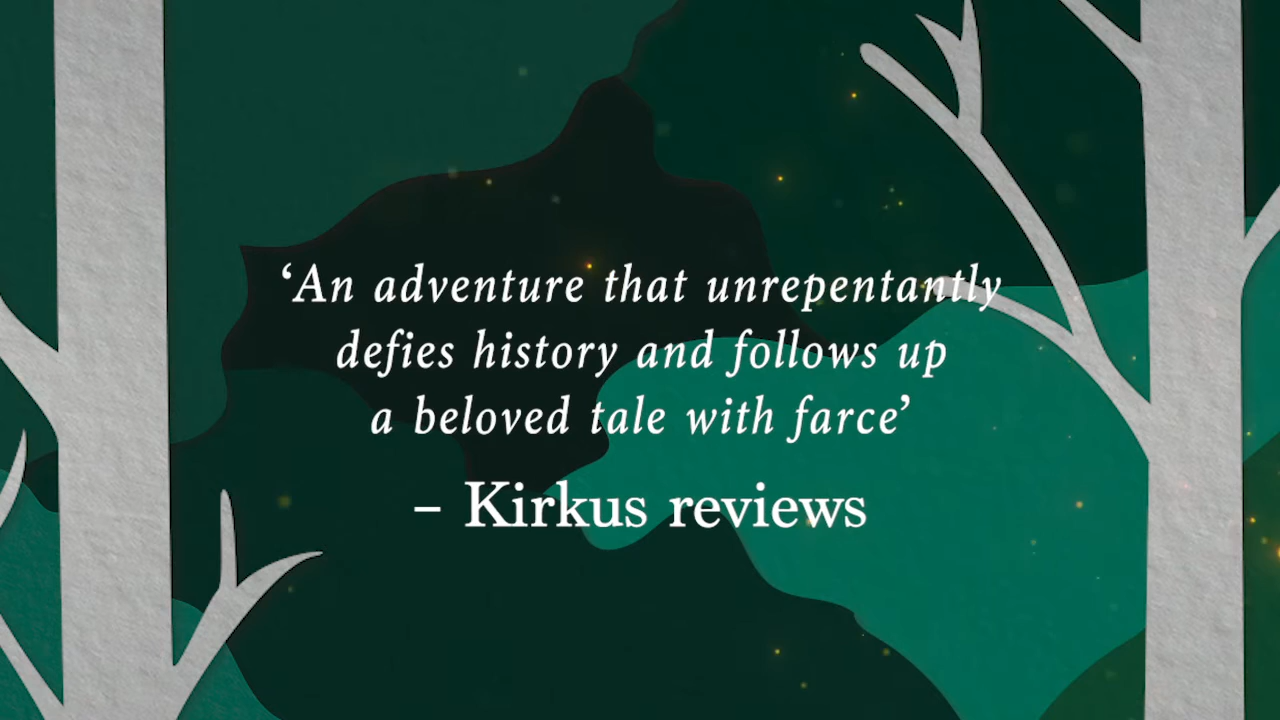 ‘An adventure that unrepentantly
defies history and follows up
a beloved tale with farce’
– Kirkus reviews